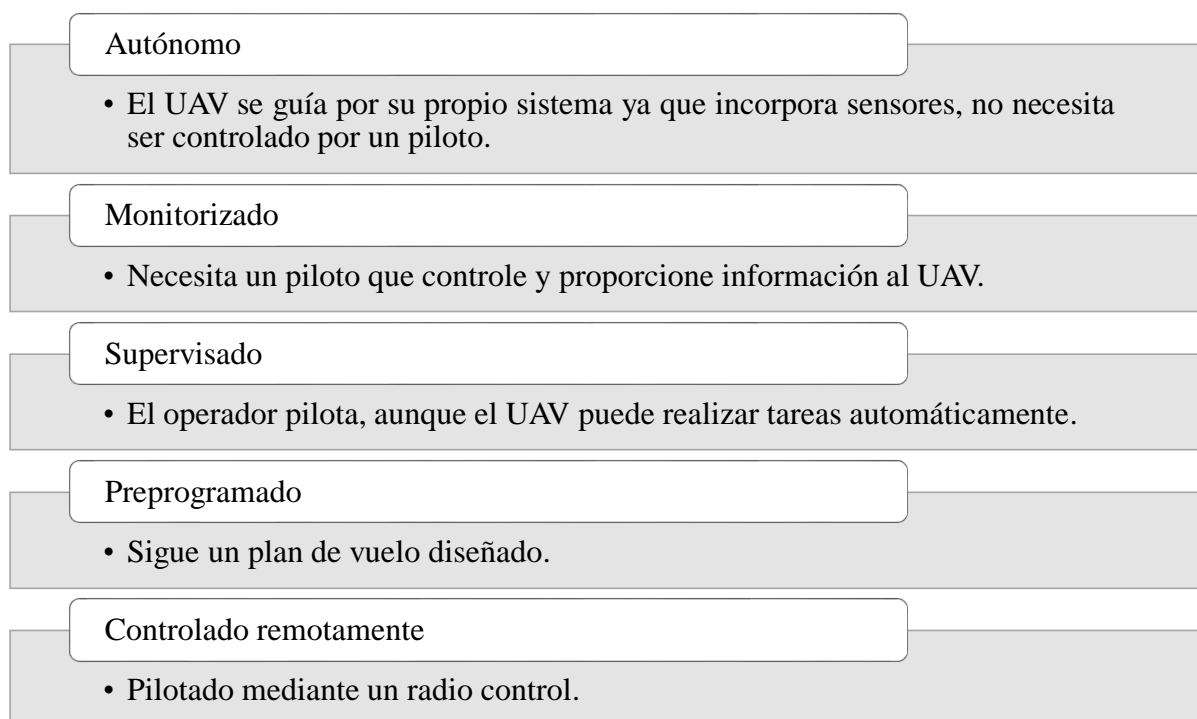 Autónomo
• El UAV se guía por su propio sistema ya que incorpora sensores, no necesita
ser controlado por un piloto.
Monitorizado
• Necesita un piloto que controle y proporcione información al UAV.
Supervisado
• El operador pilota, aunque el UAV puede realizar tareas automáticamente.
Preprogramado
• Sigue un plan de vuelo diseñado.
Controlado remotamente
• Pilotado mediante un radio control.